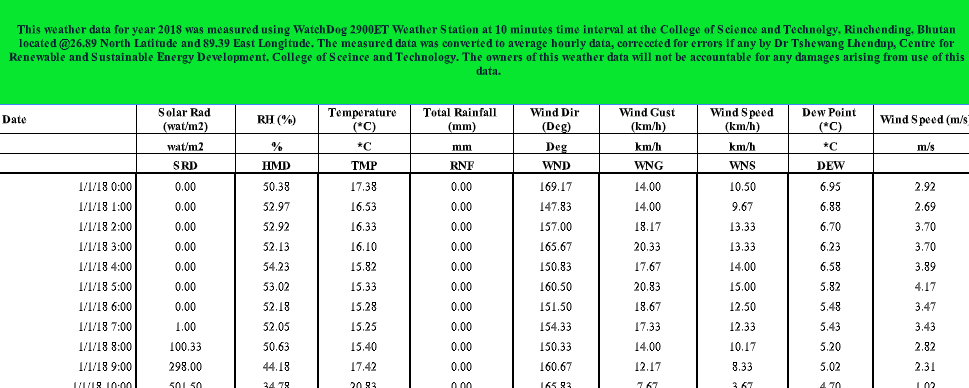 This weather data for year 2018 was measured using WatchDog 2900ET Weather Station at 10 minutes time interval at the College of Science and Technolgy. Rinchending. Bhutan
located @26.89 North Latitude and 89.39 East Longitude. The measured data was converted to average hourly data, correccted for errors if any by Dr Tshewang Lhendup, Centre for
Renewable and Sustainable Energy Development, College of Sceince and Technology. The owners of this weather data will not be accountable for any damages arising from use of this
data.
Date Solar Rad (wat/m2) RH (%) Temperature (*C) Total Rainfall (mm) Wind Dir (Deg) Wind Gust (km/h) Wind Speed (km/h) Dew Point (*C) Wind Speed (m/s
wat/m2 % *C mm Deg km/h km/h *C m/s
SRD HMD TMP RNF WND WNG WNS DEW
1/1/18 0:00 0.00 50.38 17.38 0.00 169.17 14.00 10.50 6.95 2.92
1/1/18 1:00 0.00 52.97 16.53 0.00 147.83 14.00 9.67 6.88 2.69
1/1/18 2:00 0.00 52.92 16.33 0.00 157.00 18.17 13.33 6.70 3.70
1/1/18 3:00 0.00 52.13 16.10 0.00 165.67 20.33 13.33 6.23 3.70
1/1/18 4:00 0.00 54.23 15.82 0.00 150.83 17.67 14.00 6.58 3.89
1/1/18 5:00 0.00 53.02 15.33 0.00 160.50 20.83 15.00 5.82 4.17
1/1/18 6:00 0.00 52.18 15.28 0.00 151.50 18.67 12.50 5.48 3.47
1/1/18 7:00 1.00 52.05 15.25 0.00 154.33 17.33 12.33 5.43 3.43
1/1/18 8:00 100.33 50.63 15.40 0.00 150.33 14.00 10.17 5.20 2.82
1/1/18 9:00 298.00 44.18 17.42 0.00 160.67 12.17 8.33 5.02 2.31
1/1/18 10:00 501.50 34.78 20.83 0.00 165.83 7.67 3.67 4.70 1.02